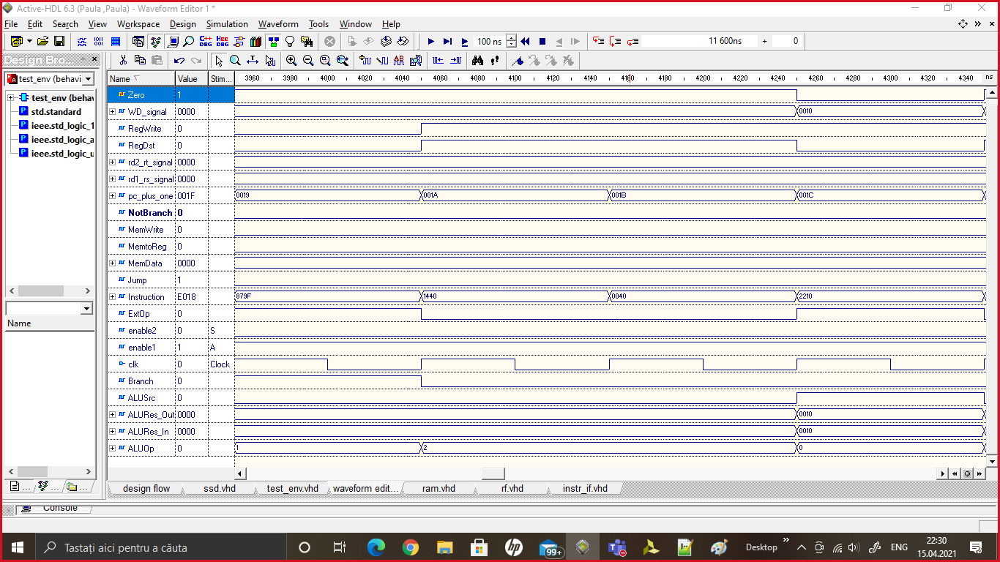 Active-HDL 6.3 (Paula ,Paula) - Waveform Editor 1 *
File Edit Search View Workspace Design Simulation Waveform Tools Window Help
100 ns 11 600ns + 0
Design Bro...
test_env (behavi
test_env (behav
std.standard
ieee.std_logic_1
ieee.std_logic_a
ieee.std_logic_u
Name
Name Value Stim... 3960 3980 4000 4020 4040 4060 4080 4100 4120 4140 4160 4180 4200 4220 4240 4260 4280 4300 4320 4340 ns
Zero 1
WD_signal 0000 0010
RegWrite 0
RegDst 0
rd2_rt_signal 0000
rd1_rs_signal 0000
pc_plus_one 001F 0019 001A 001B 001C
NotBranch 0
MemWrite 0
MemtoReg 0
MemData 0000
Jump 1
Instruction E018 879F 1440 0040 2210
ExtOp 0
enable2 0 S
enable1 1 A
clk 0 Clock
Branch 0
ALUSrc 0
ALURes_Out 0000 0010
ALURes_In 0000 0010
ALUOp 0 1 2 0
design flow ssd.vhd test_env.vhd waveform edit... ram.vhd rf.vhd instr_if.vhd
Console
Tastați aici pentru a căuta
99+
Desktop
ENG
22:30
15.04.2021